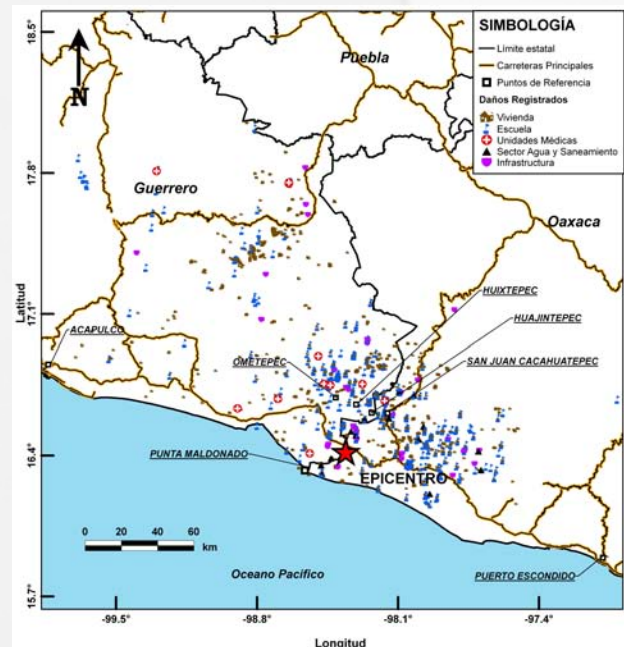 SIMBOLOGÍA
Límite estatal
Carreteras Principales
Puntos de Referencia
Daños Registrados
Vivienda
Escuela
Unidades Médicas
Sector Agua y Saneamiento
Infrastructura
18.5°
17.8°
17.1°
16.4°
15.7°
Latitud
N
Puebla
Guerrero
Oaxaca
HUIXTEPEC
HUAJINTEPEC
ACAPULCO
OMETEPEC
SAN JUAN CACAHUATEPEC
PUNTA MALDONADO
EPICENTRO
0 20 40 60
km
Oceano Pacífico
PUERTO ESCONDIDO
-99.5°
-98.8°
-98.1°
-97.4°
Longitud